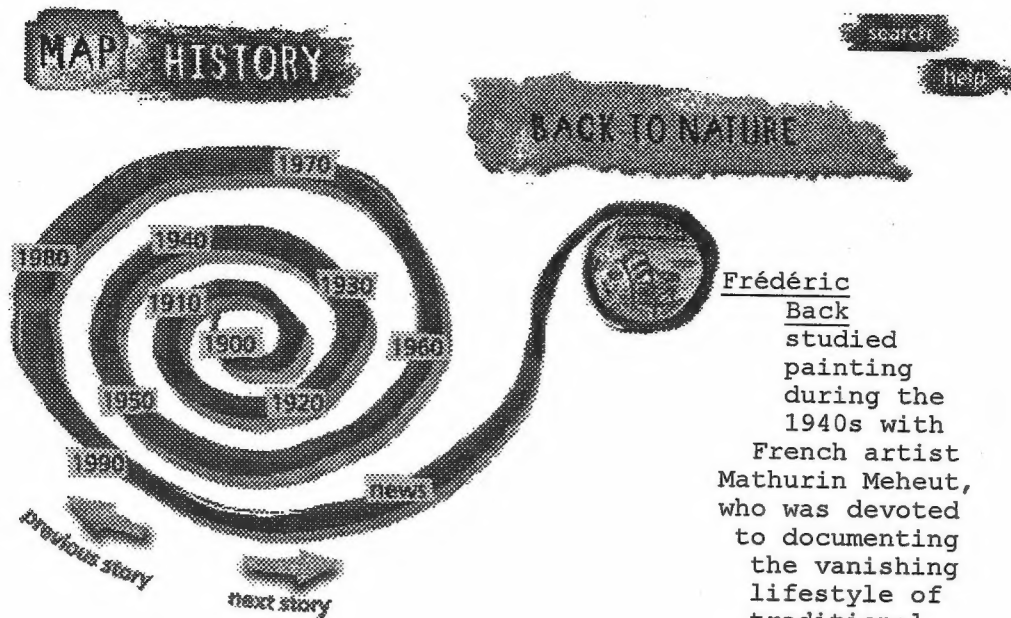 MAP HISTORY
search
help
BACK TO NATURE
1970
1940
1980
1930
1910
1900
1960
1950
1920
1990
news
previous story
next story
Frédéric
Back
studied
painting
during the
1940s with
French artist
Mathurin Meheut,
who was devoted
to documenting
the vanishing
lifestyle of